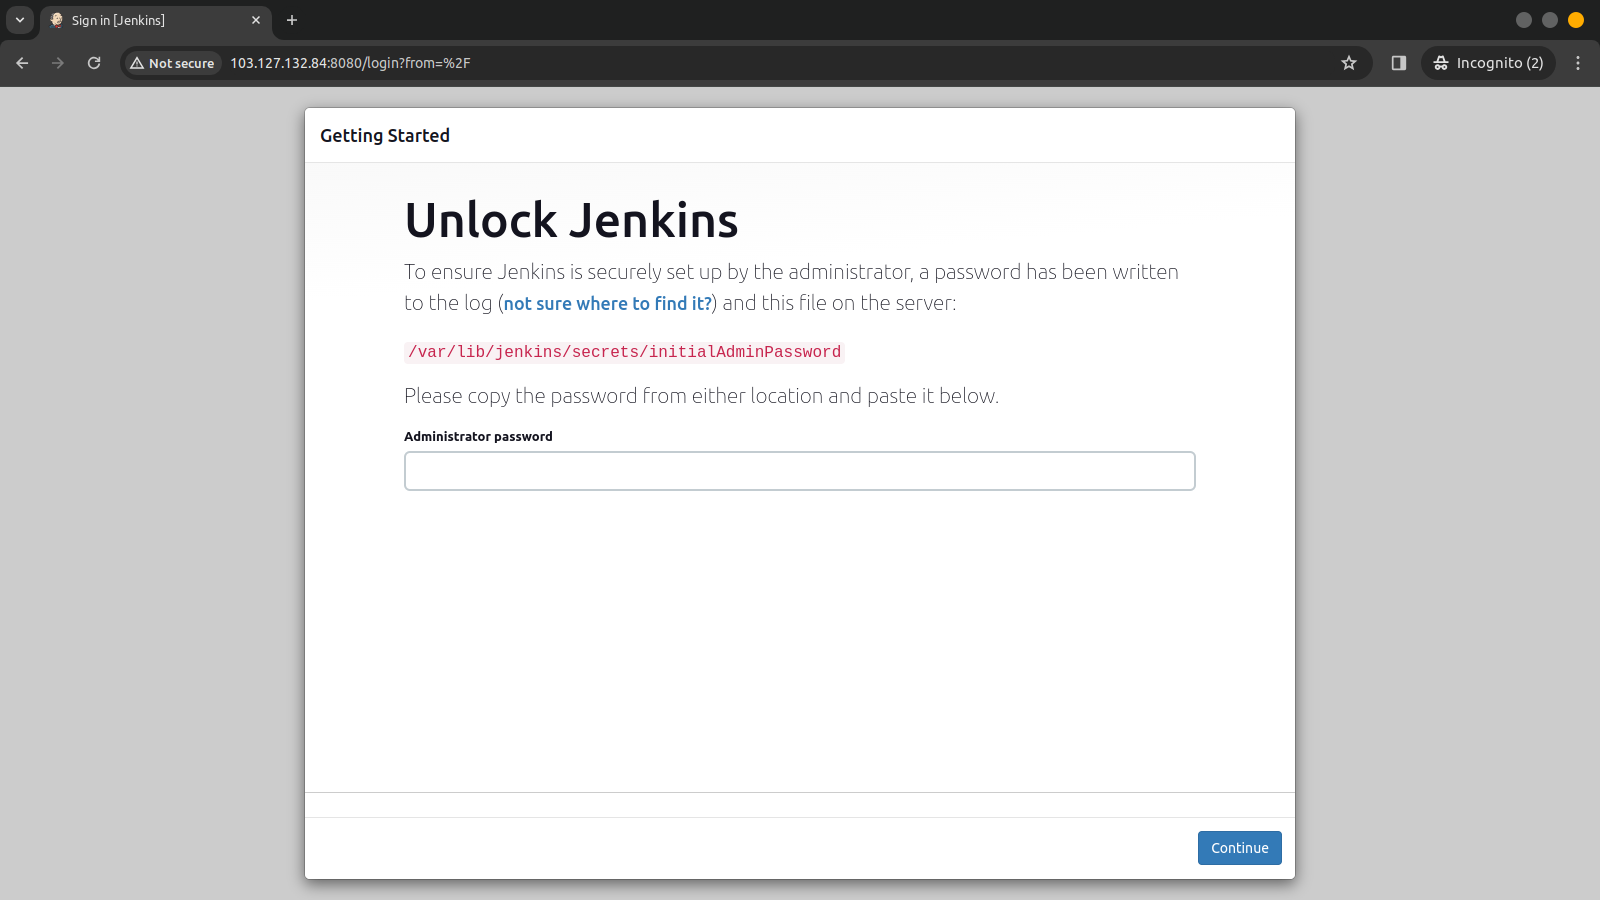 Sign in [Jenkins]
Not secure
103.127.132.84:8080/login?from=%2F
Incognito (2)
Getting Started
Unlock Jenkins
To ensure Jenkins is securely set up by the administrator, a password has been written
to the log (not sure where to find it?) and this file on the server:
/var/lib/jenkins/secrets/initialAdminPassword
Please copy the password from either location and paste it below.
Administrator password
Continue